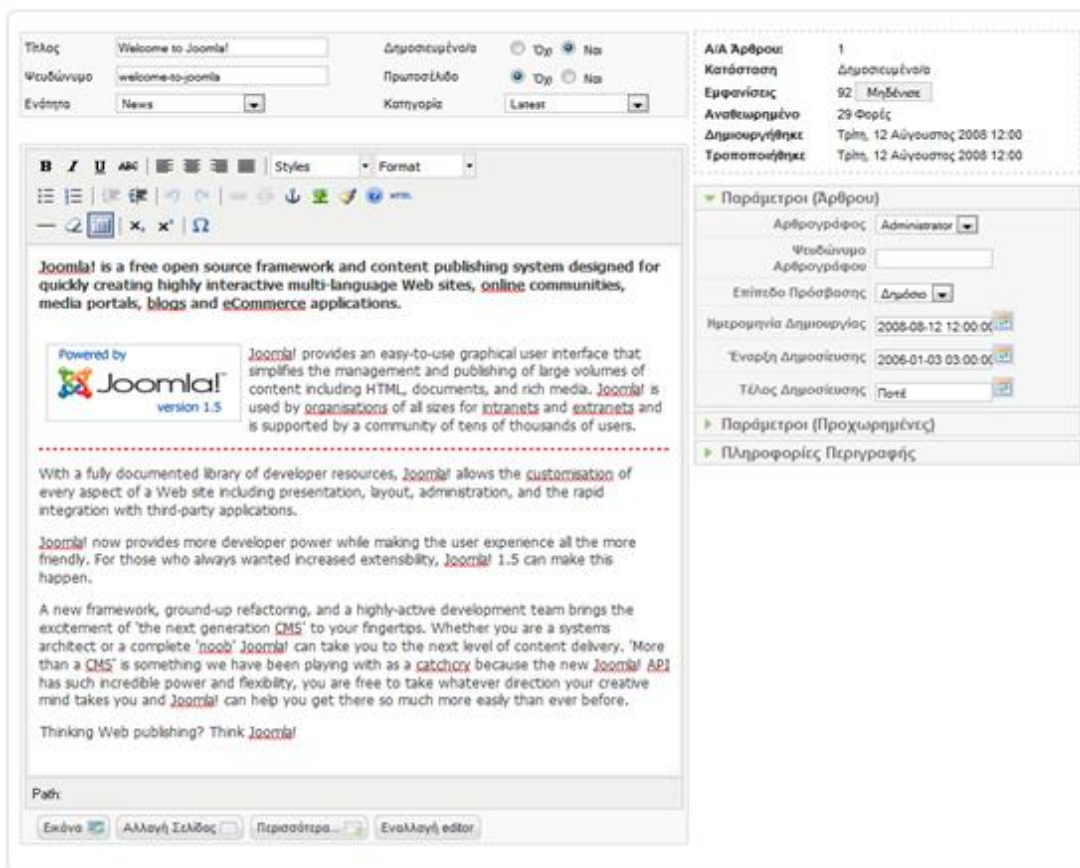 Τίτλος Welcome to Joomla! Δημοσιευμένο/α Όχι Ναι
Ψευδώνυμο welcome-to-joomla Πρωτοσέλιδο Όχι Ναι
Ενότητα News Κατηγορία Latest
B I U ABC Styles Format
HTML
x, x' Ω
Joomla! is a free open source framework and content publishing system designed for
quickly creating highly interactive multi-language Web sites, online communities,
media portals, blogs and eCommerce applications.
Powered by
Joomla!
version 1.5
Joomla! provides an easy-to-use graphical user interface that
simplifies the management and publishing of large volumes of
content including HTML, documents, and rich media. Joomla! is
used by organisations of all sizes for intranets and extranets and
is supported by a community of tens of thousands of users.
With a fully documented library of developer resources, Joomla! allows the customisation of
every aspect of a Web site including presentation, layout, administration, and the rapid
integration with third-party applications.
Joomla! now provides more developer power while making the user experience all the more
friendly. For those who always wanted increased extensibility, Joomla! 1.5 can make this
happen.
A new framework, ground-up refactoring, and a highly-active development team brings the
excitement of 'the next generation CMS' to your fingertips. Whether you are a systems
architect or a complete 'noob' Joomla! can take you to the next level of content delivery. 'More
than a CMS' is something we have been playing with as a catchcry because the new Joomla! API
has such incredible power and flexibility, you are free to take whatever direction your creative
mind takes you and Joomla! can help you get there so much more easily than ever before.
Thinking Web publishing? Think Joomla!
Path:
Εικόνα Αλλαγή Σελίδας Περισσότερα... Εναλλαγή editor
Α/Α Άρθρου: 1
Κατάσταση Δημοσιευμένο/α
Εμφανίσεις 92 Μηδένισε
Αναθεωρημένο 29 Φορές
Δημιουργήθηκε Τρίτη, 12 Αύγουστος 2008 12:00
Τροποποιήθηκε Τρίτη, 12 Αύγουστος 2008 12:00
Παράμετροι (Άρθρου)
Αρθρογράφος Administrator
Ψευδώνυμο
Αρθρογράφου
Επίπεδο Πρόσβασης Δημόσιο
Ημερομηνία Δημιουργίας 2008-08-12 12:00:00
Έναρξη Δημοσίευσης 2006-01-03 03:00:00
Τέλος Δημοσίευσης Ποτέ
Παράμετροι (Προχωρημένες)
Πληροφορίες Περιγραφής